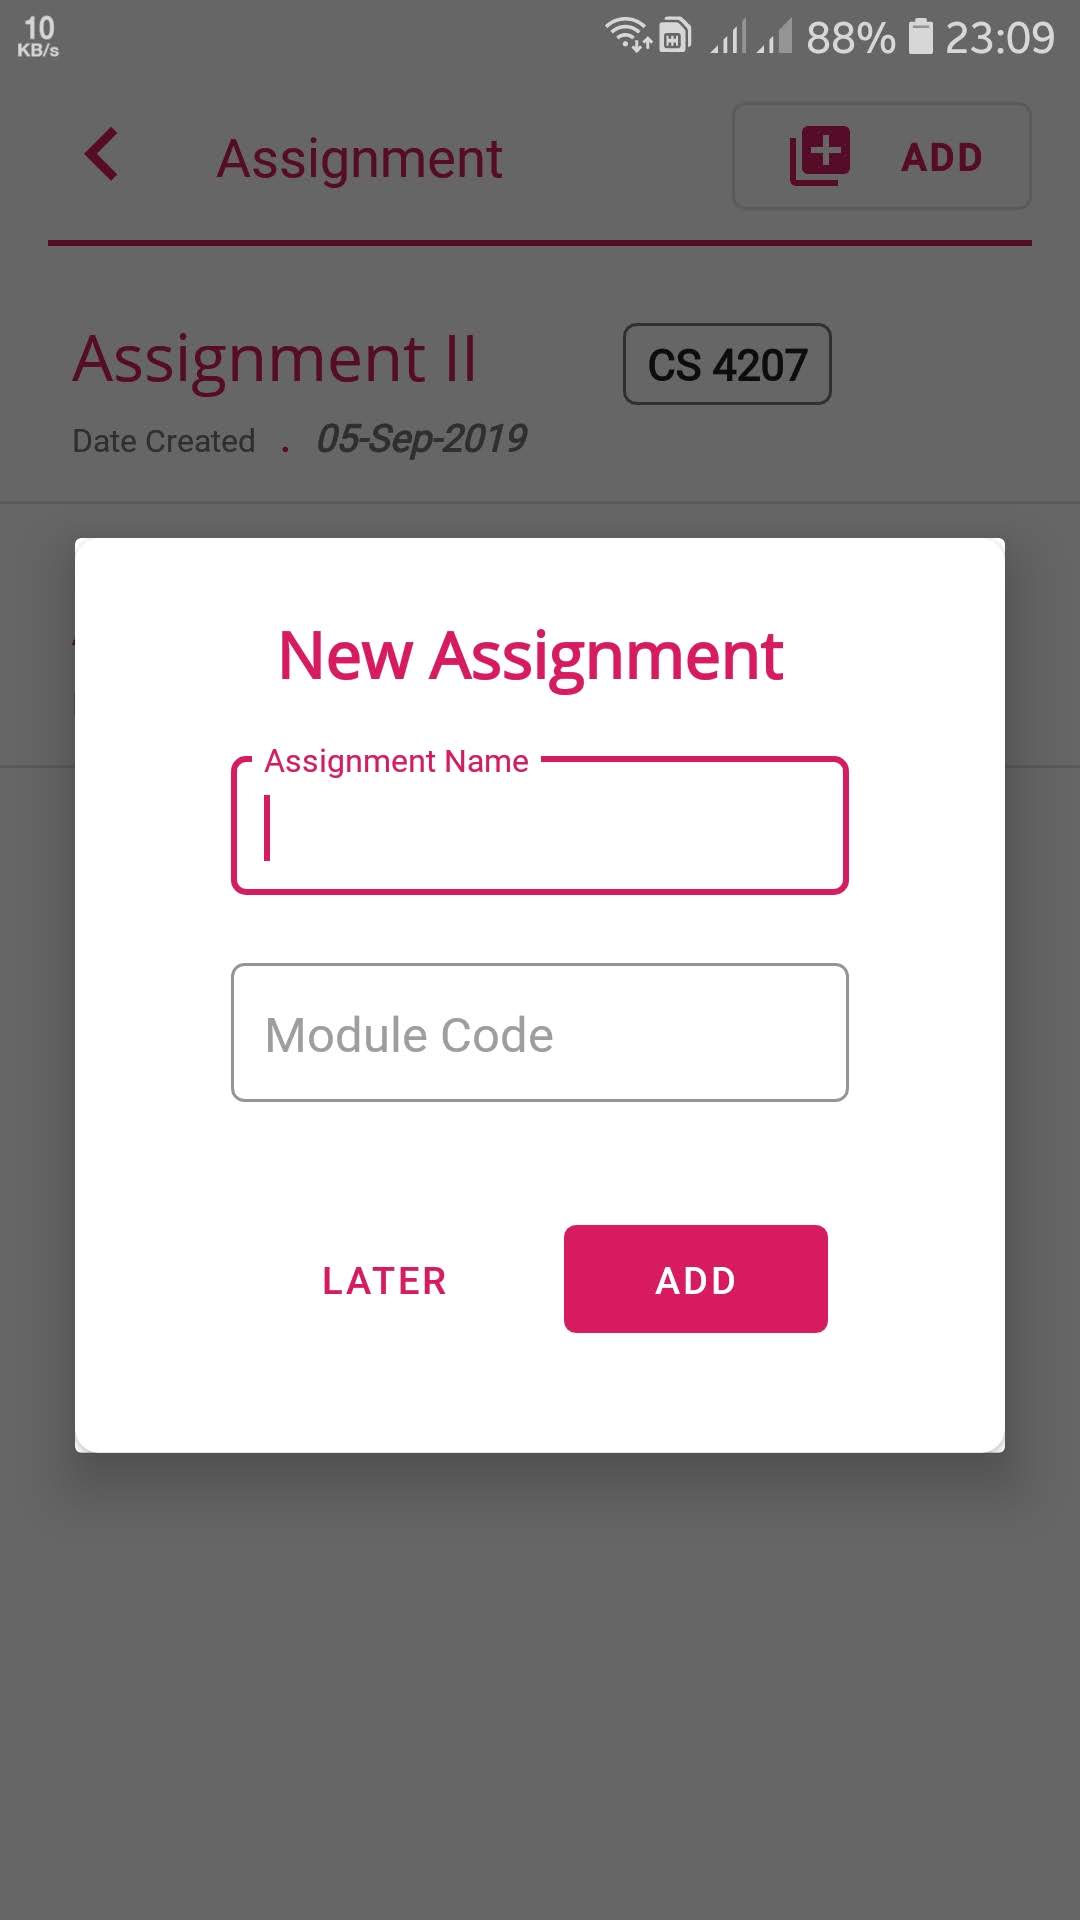 10
KB/s
88% 23:09
Assignment
ADD
Assignment II
CS 4207
Date Created . 05-Sep-2019
New Assignment
Assignment Name
Module Code
LATER
ADD